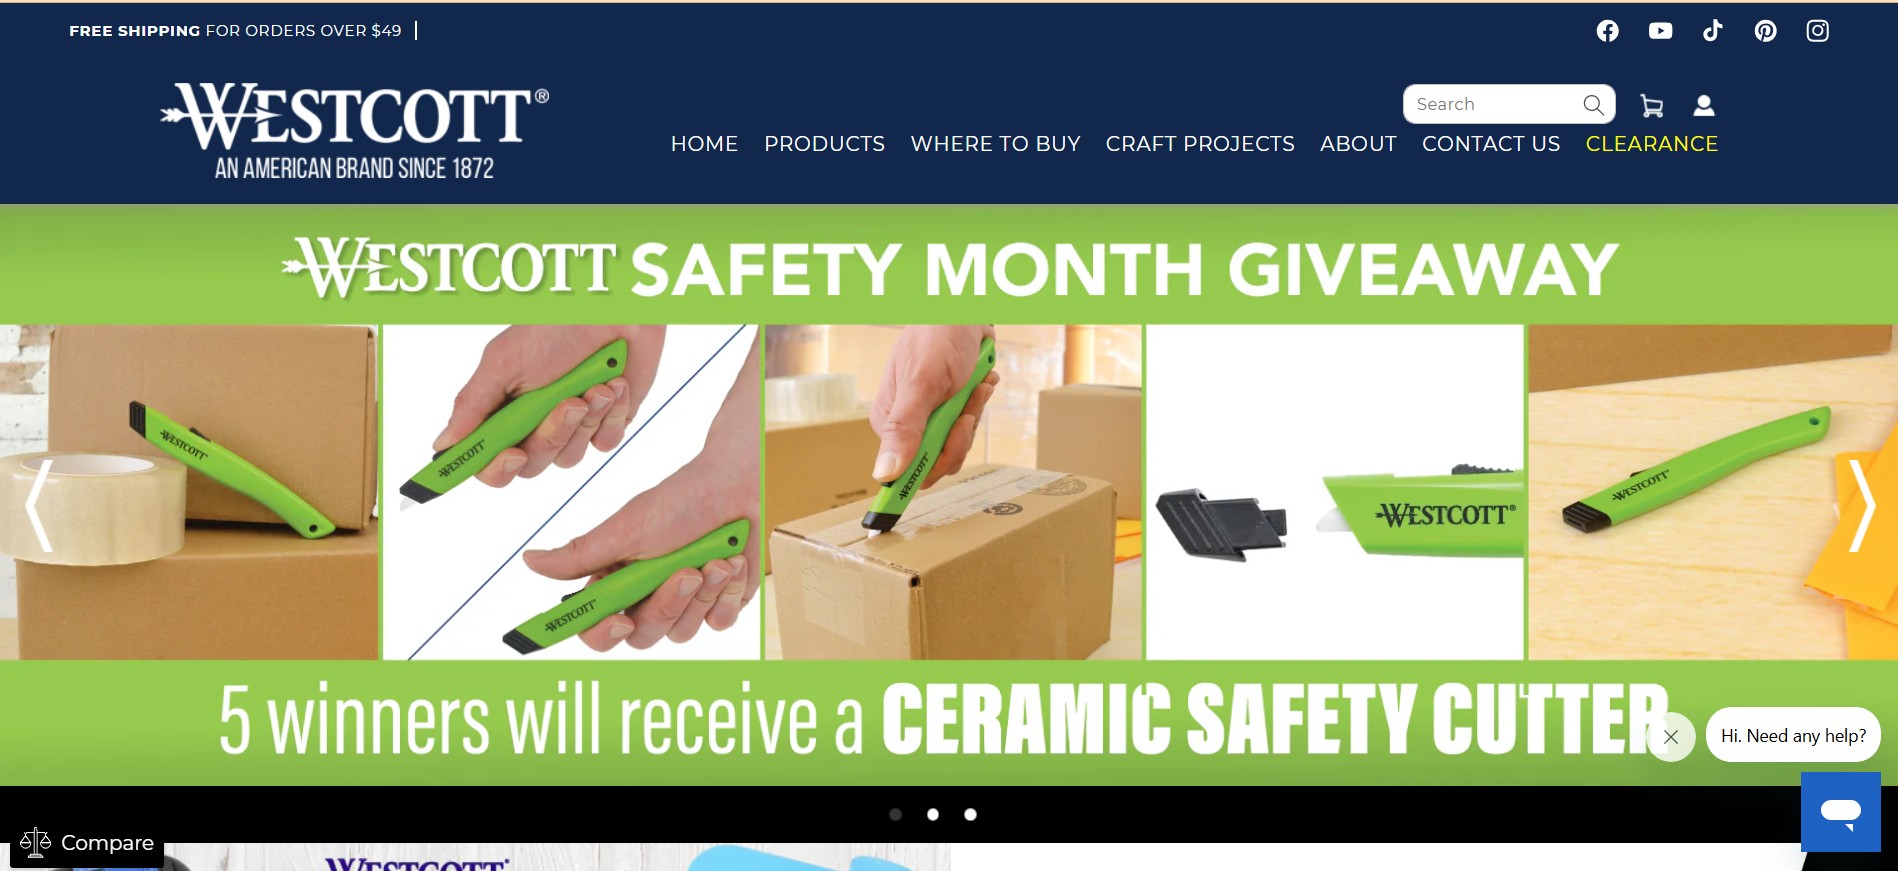 FREE SHIPPING FOR ORDERS OVER $49
WESTCOTT®
AN AMERICAN BRAND SINCE 1872
Search
HOME PRODUCTS WHERE TO BUY CRAFT PROJECTS ABOUT CONTACT US CLEARANCE
WESTCOTT SAFETY MONTH GIVEAWAY
WESTCOTT
WESTCOTT
WESTCOTT
WESTCOTT
WESTCOTT®
WESTCOTT
5 winners will receive a CERAMIC SAFETY CUTTER
Hi. Need any help?
Compare
WESTCOTT